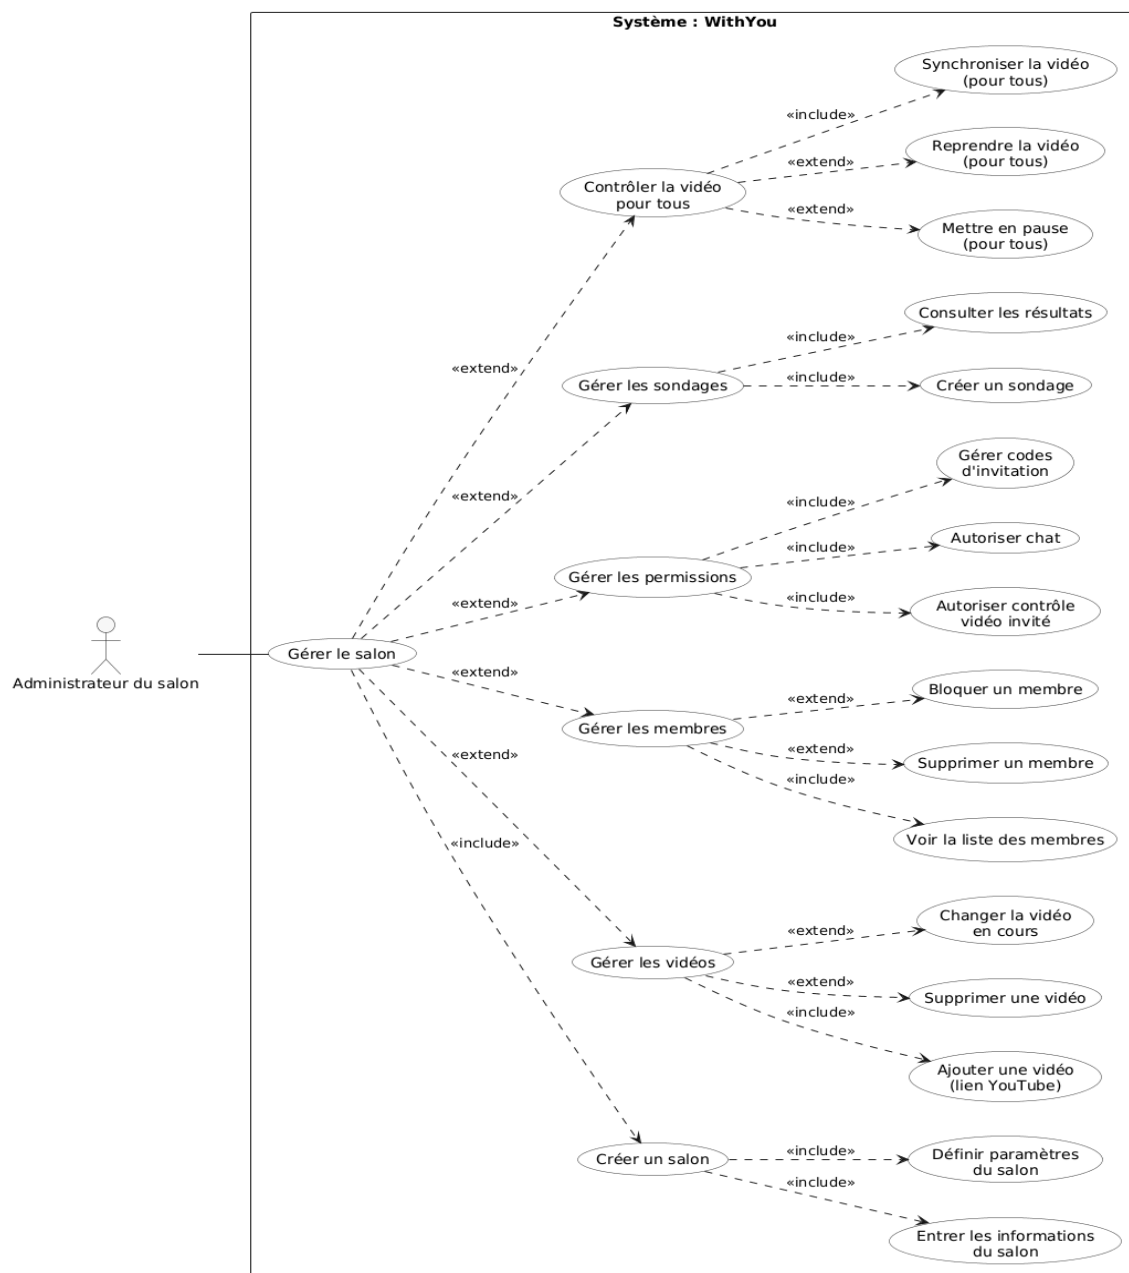 Système : WithYou
Synchroniser la vidéo
(pour tous)
«include»
Reprendre la vidéo
(pour tous)
«extend»
Contrôler la vidéo
pour tous
«extend»
Mettre en pause
(pour tous)
Consulter les résultats
«include»
«extend»
Gérer les sondages
«include»
Créer un sondage
Gérer codes
d'invitation
«extend»
«include»
Autoriser chat
«include»
Gérer les permissions
«extend»
«include»
Autoriser contrôle
vidéo invité
Administrateur du salon
Gérer le salon
«extend»
Bloquer un membre
«extend»
Gérer les membres
«extend»
Supprimer un membre
«extend»
«include»
Voir la liste des membres
«include»
Changer la vidéo
en cours
«extend»
Gérer les vidéos
«extend»
Supprimer une vidéo
«include»
Ajouter une vidéo
(lien YouTube)
Créer un salon
«include»
Définir paramètres
du salon
«include»
Entrer les informations
du salon